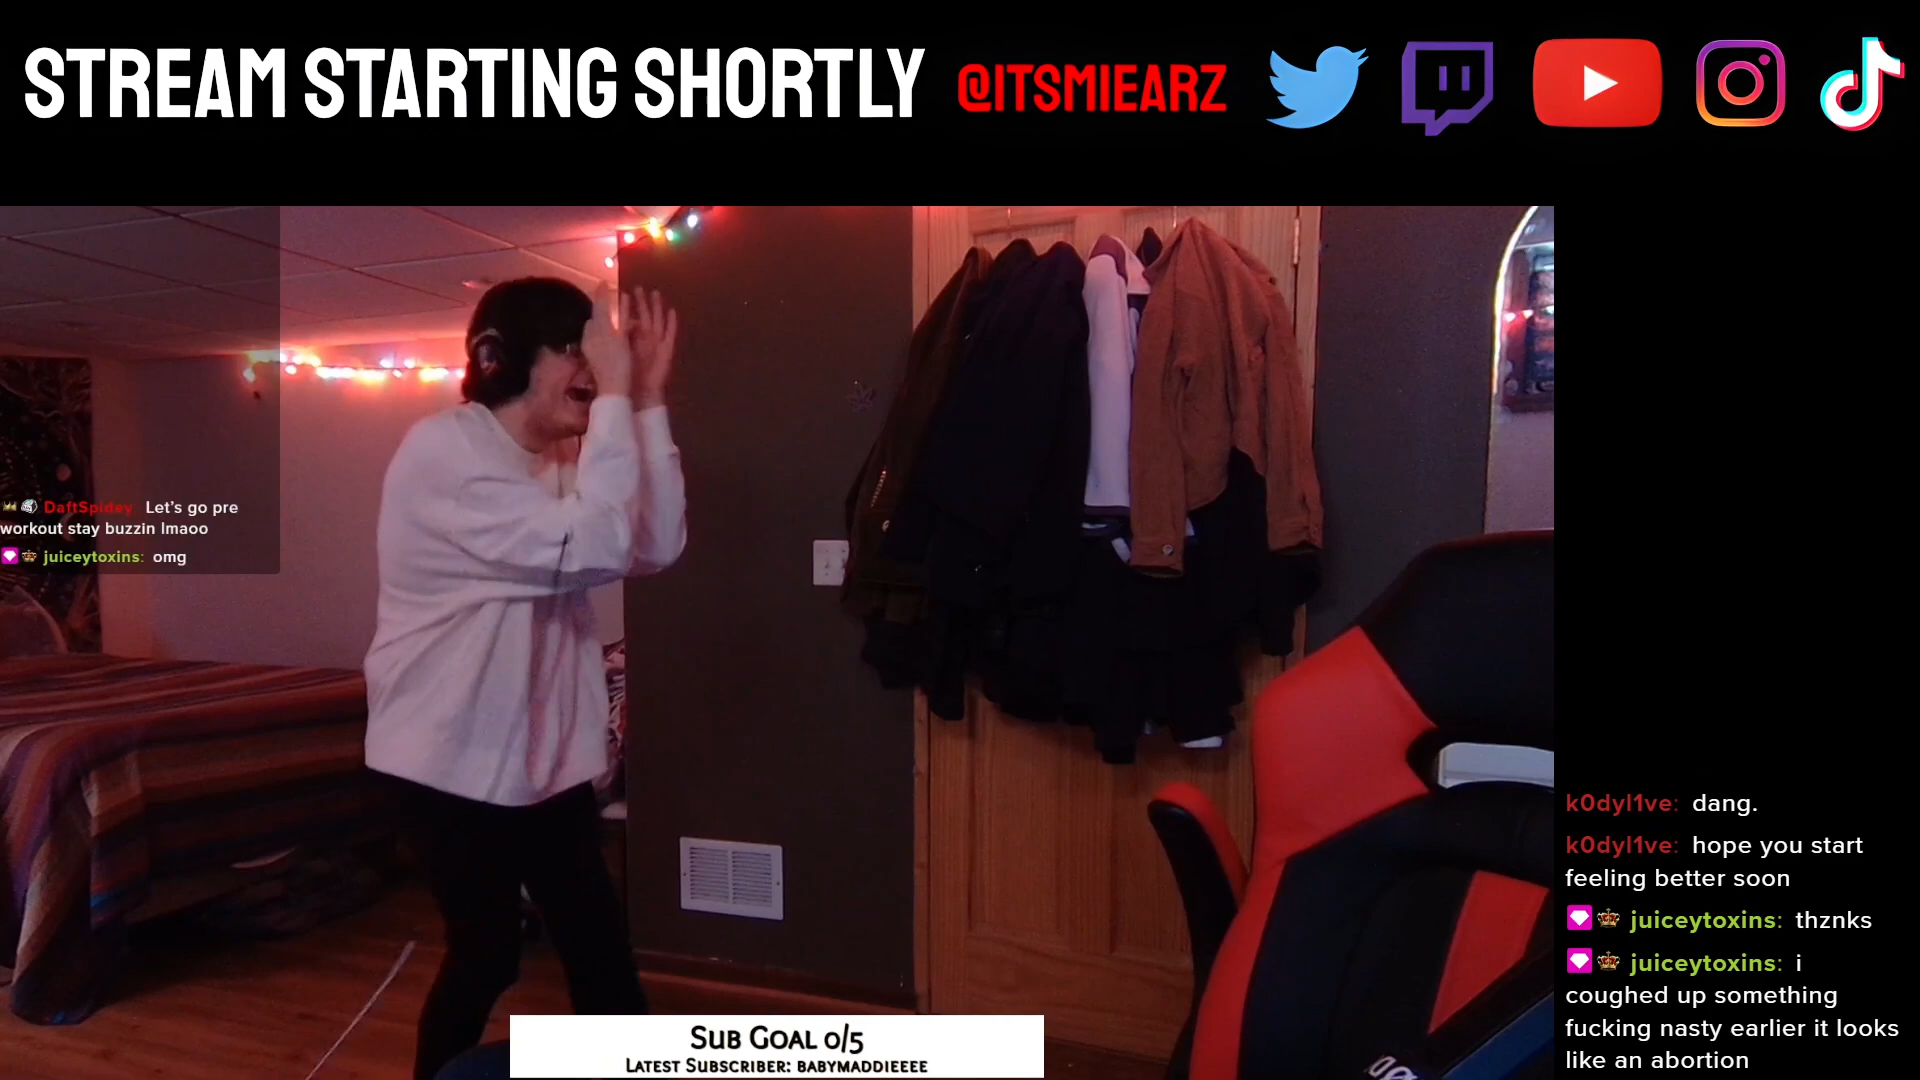 STREAM STARTING SHORTLY @ITSMIEARZ
DaftSpidey: Let's go pre
workout stay buzzin lmaoo
juiceytoxins: omg
k0dyl1ve: dang.
k0dyl1ve: hope you start
feeling better soon
juiceytoxins: thznks
juiceytoxins: i
coughed up something
fucking nasty earlier it looks
like an abortion
Sub Goal 0/5
Latest Subscriber: babymaddieeee